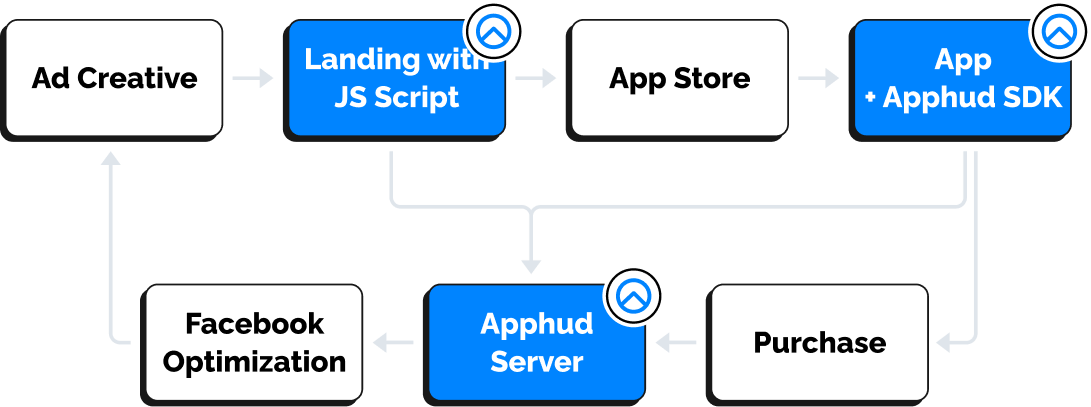 Ad Creative
Landing with
JS Script
App Store
App
+ Apphud SDK
Facebook
Optimization
Apphud
Server
Purchase